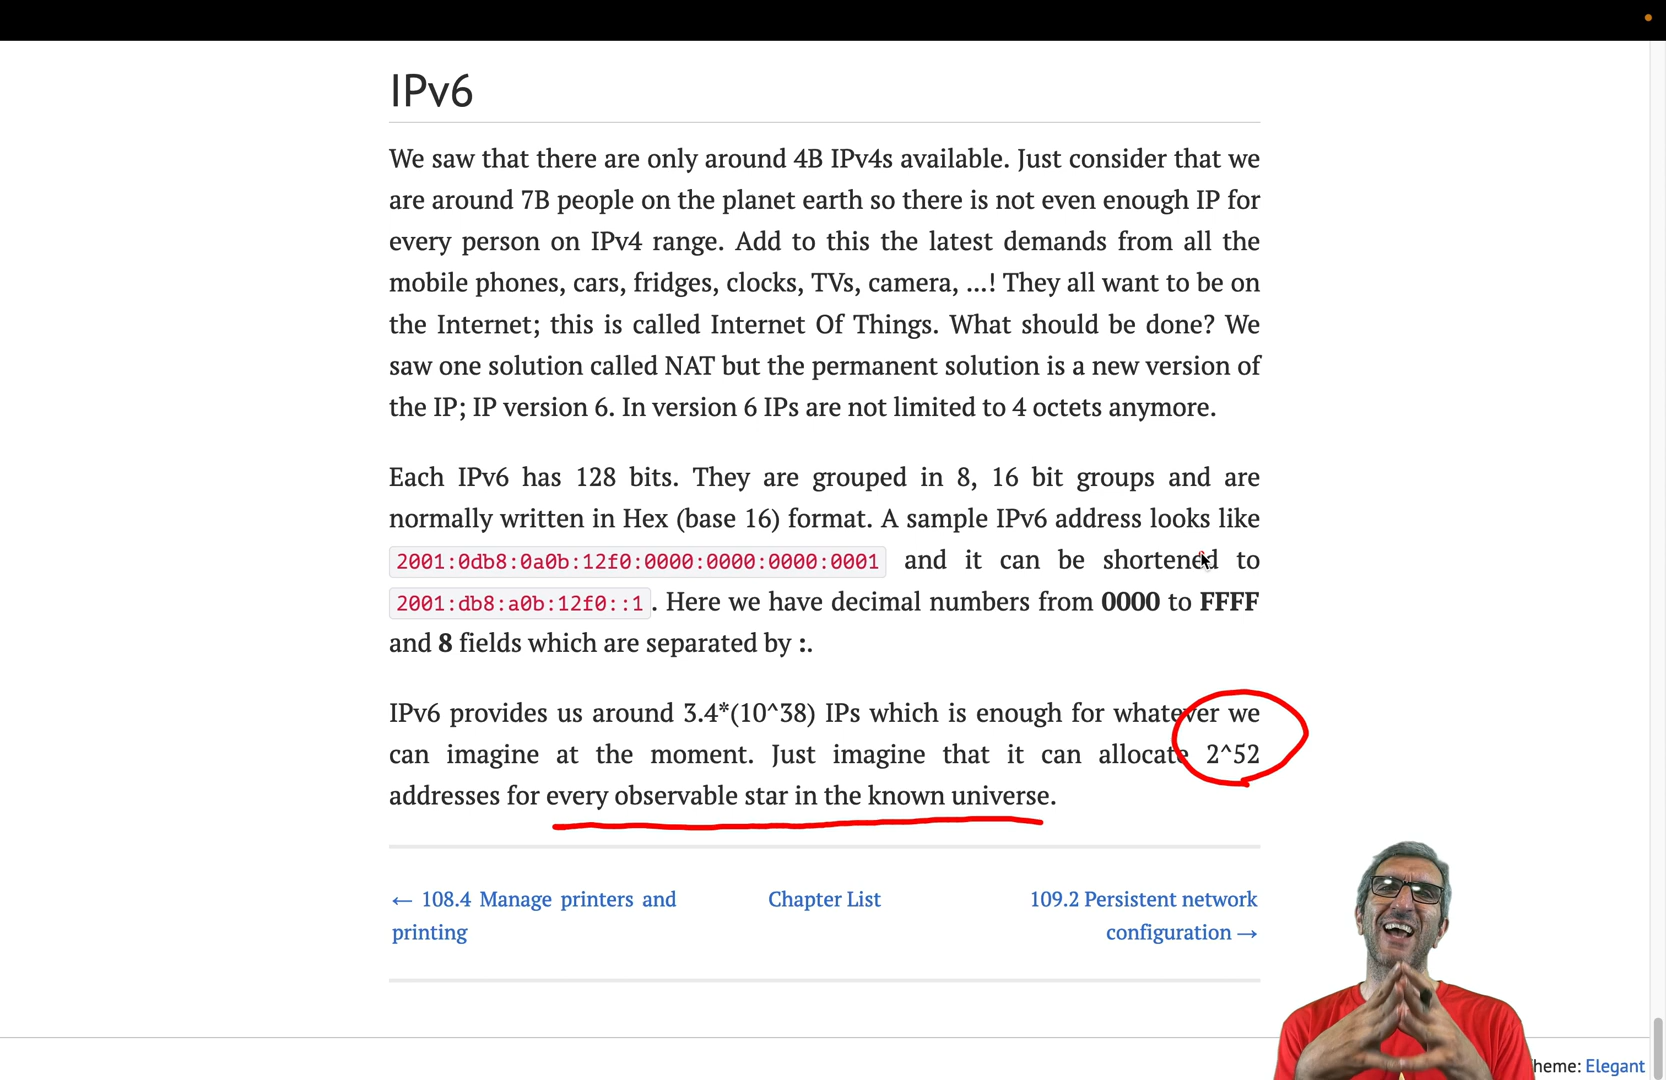 IPv6
We saw that there are only around 4B IPv4s available. Just consider that we
are around 7B people on the planet earth so there is not even enough IP for
every person on IPv4 range. Add to this the latest demands from all the
mobile phones, cars, fridges, clocks, TVs, camera, ...! They all want to be on
the Internet; this is called Internet Of Things. What should be done? We
saw one solution called NAT but the permanent solution is a new version of
the IP; IP version 6. In version 6 IPs are not limited to 4 octets anymore.
Each IPv6 has 128 bits. They are grouped in 8, 16 bit groups and are
normally written in Hex (base 16) format. A sample IPv6 address looks like
2001:0db8:0a0b:12f0:0000:0000:0000:0001 and it can be shortened to
2001:db8:a0b:12f0::1. Here we have decimal numbers from 0000 to FFFF
and 8 fields which are separated by :.
IPv6 provides us around 3.4*(10^38) IPs which is enough for whatever we
can imagine at the moment. Just imagine that it can allocate 2^52
addresses for every observable star in the known universe.
← 108.4 Manage printers and
printing
Chapter List
109.2 Persistent network
configuration →
heme: Elegant